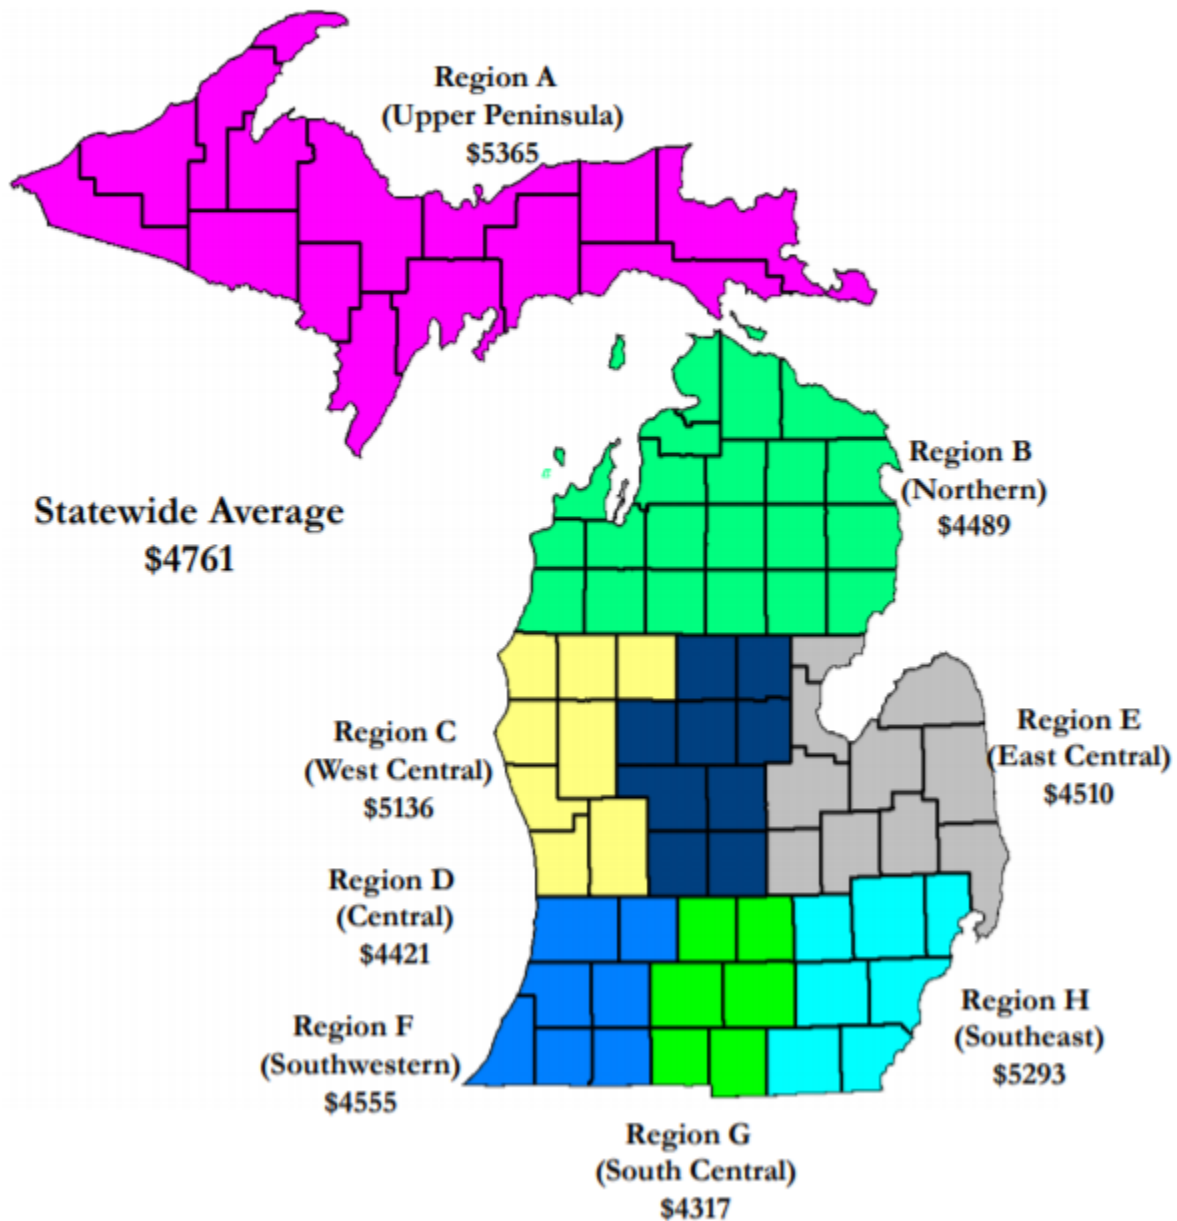 Region A
(Upper Peninsula)
$5365
Region B
(Northern)
$4489
Statewide Average
$4761
Region C
(West Central)
$5136
Region E
(East Central)
$4510
Region D
(Central)
$4421
Region F
(Southwestern)
$4555
Region H
(Southeast)
$5293
Region G
(South Central)
$4317